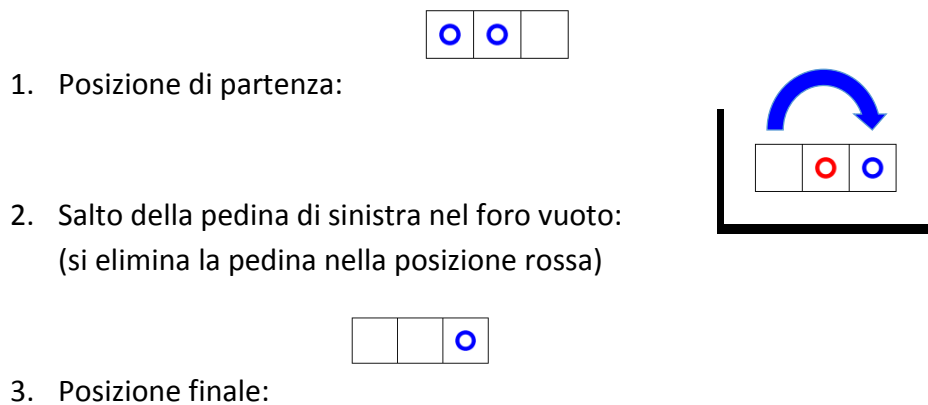 1. Posizione di partenza:
2. Salto della pedina di sinistra nel foro vuoto:
(si elimina la pedina nella posizione rossa)
3. Posizione finale: